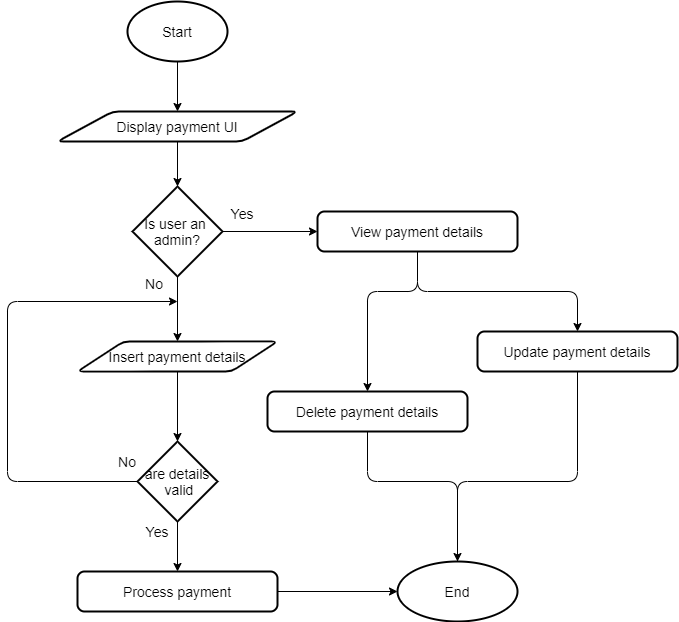 Start
Display payment UI
Is user an
admin?
Yes
View payment details
No
Insert payment details
Update payment details
Delete payment details
No
are details
valid
Yes
Process payment
End